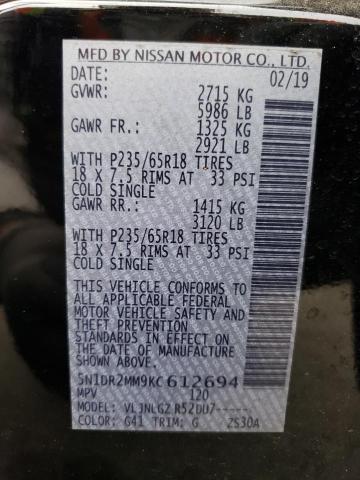 MFD BY NISSAN MOTOR CO., LTD.
DATE: 02/19
GVWR: 2715 KG
5986 LB
GAWR FR.: 1325 KG
2921 LB
WITH P235/65R18 TIRES
18 X 7.5 RIMS AT 33 PSI
COLD SINGLE
GAWR RR.: 1415 KG
3120 LB
WITH P235/65R18 TIRES
18 X 7.5 RIMS AT 33 PSI
COLD SINGLE
THIS VEHICLE CONFORMS TO
ALL APPLICABLE FEDERAL
MOTOR VEHICLE SAFETY AND
THEFT PREVENTION
STANDARDS IN EFFECT ON
THE DATE OF MANUFACTURE
SHOWN ABOVE.
5N1DR2MM9KC612694
MPV 120
MODEL: VLJNLGZ R52DU7-----
COLOR: G41 TRIM: G ZS30A